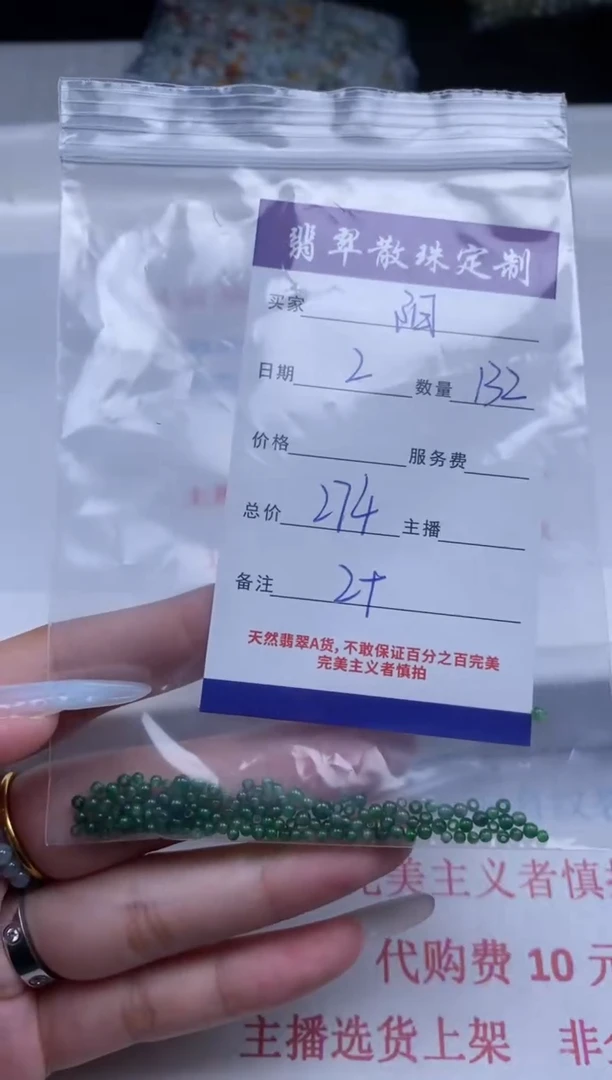 翡翠散珠定制
买家
日期 2 数量 132
价格 服务费
总价 274 主播
备注 2+
天然翡翠A货，不敢保证百分之百完美
完美主义者慎拍
完美主义者慎
代购费 10 元
主播选货上架 非